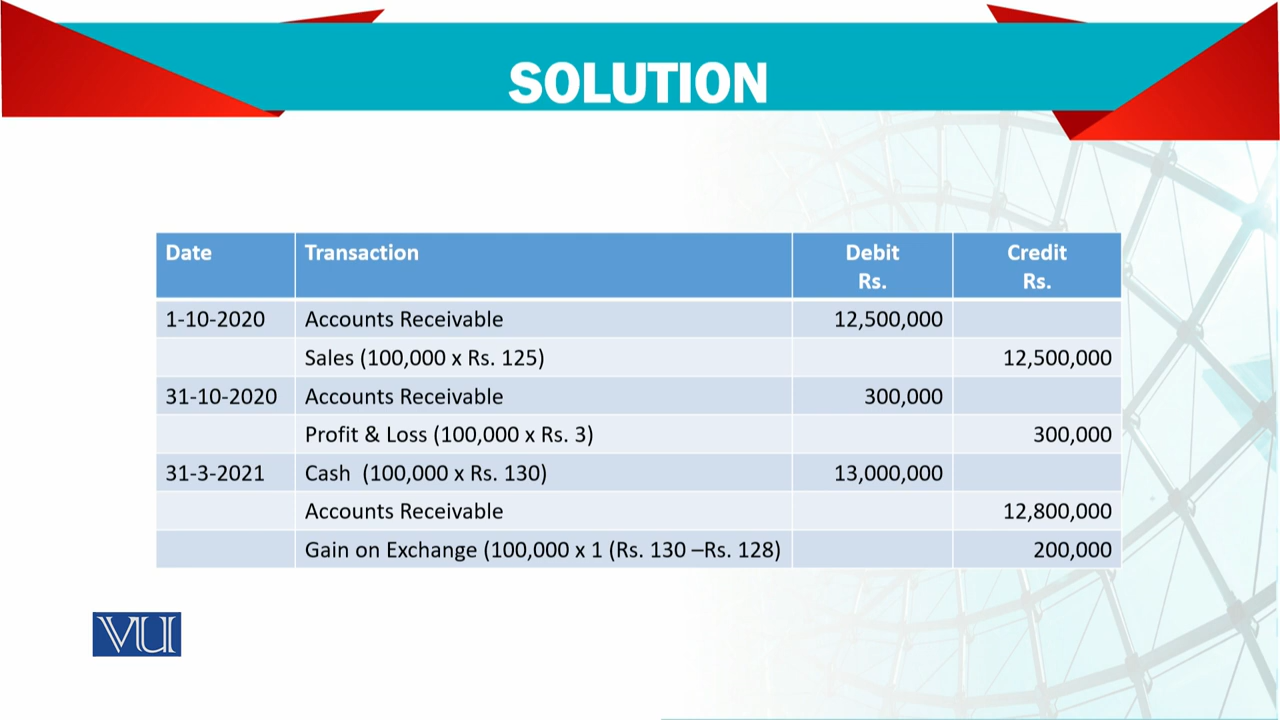 SOLUTION
Date Transaction Debit Credit
Rs. Rs.
1-10-2020 Accounts Receivable 12,500,000
Sales (100,000 x Rs. 125) 12,500,000
31-10-2020 Accounts Receivable 300,000
Profit & Loss (100,000 x Rs. 3) 300,000
31-3-2021 Cash (100,000 x Rs. 130) 13,000,000
Accounts Receivable 12,800,000
Gain on Exchange (100,000 x 1 (Rs. 130 –Rs. 128) 200,000
VU